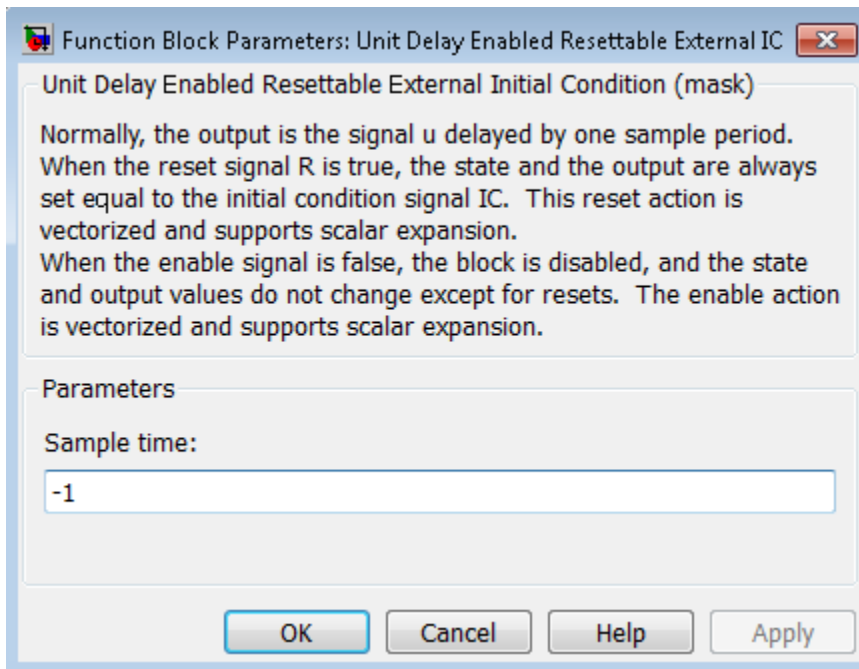 Function Block Parameters: Unit Delay Enabled Resettable External IC
Unit Delay Enabled Resettable External Initial Condition (mask)
Normally, the output is the signal u delayed by one sample period.
When the reset signal R is true, the state and the output are always
set equal to the initial condition signal IC.  This reset action is
vectorized and supports scalar expansion.
When the enable signal is false, the block is disabled, and the state
and output values do not change except for resets.  The enable action
is vectorized and supports scalar expansion.
Parameters
Sample time:
-1
OK Cancel Help Apply